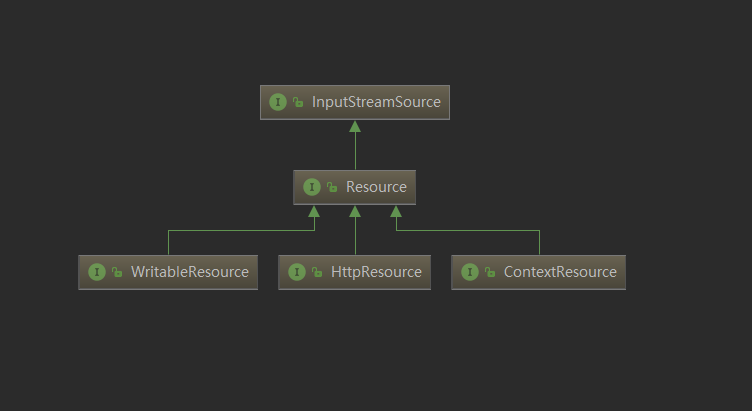 I InputStreamSource
I Resource
I WritableResource
I HttpResource
I ContextResource